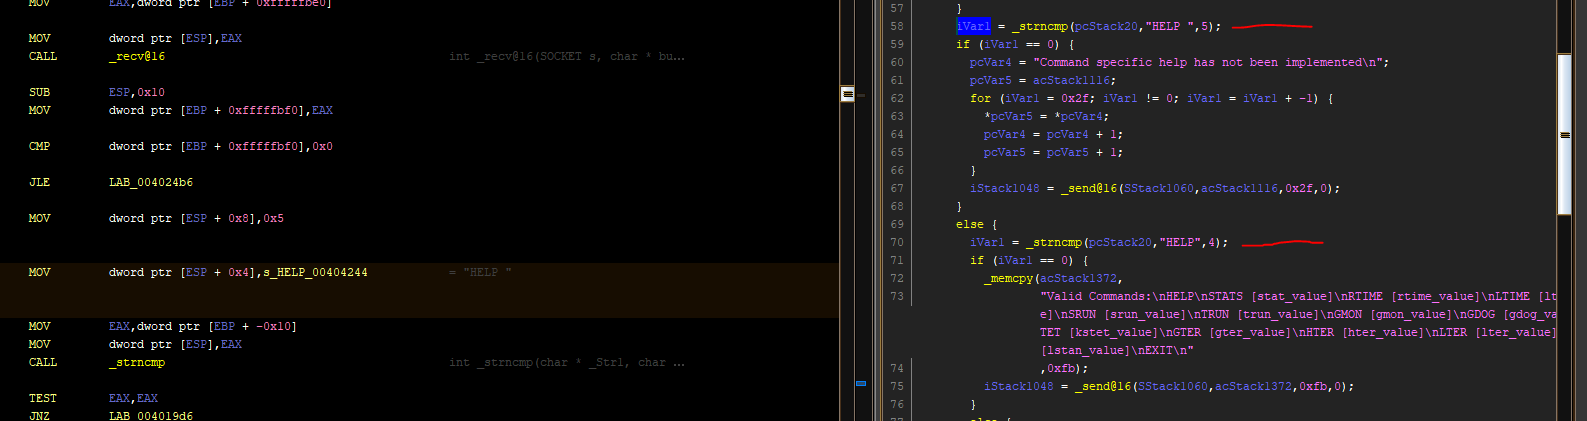 MOV EAX,dword ptr [EBP + 0xfffffbe0]
MOV dword ptr [ESP],EAX
CALL _recv@16 int _recv@16(SOCKET s, char * bu...
SUB ESP,0x10
MOV dword ptr [EBP + 0xfffffbf0],EAX
CMP dword ptr [EBP + 0xfffffbf0],0x0
JLE LAB_004024b6
MOV dword ptr [ESP + 0x8],0x5
MOV dword ptr [ESP + 0x4],s_HELP_00404244 = "HELP "
MOV EAX,dword ptr [EBP + -0x10]
MOV dword ptr [ESP],EAX
CALL _strncmp int _strncmp(char * _Str1, char ...
TEST EAX,EAX
JNZ LAB_004019d6
57 }
58 iVar1 = _strncmp(pcStack20,"HELP ",5);
59 if (iVar1 == 0) {
60 pcVar4 = "Command specific help has not been implemented\n";
61 pcVar5 = acStack1116;
62 for (iVar1 = 0x2f; iVar1 != 0; iVar1 = iVar1 + -1) {
63 *pcVar5 = *pcVar4;
64 pcVar4 = pcVar4 + 1;
65 pcVar5 = pcVar5 + 1;
66 }
67 iStack1048 = _send@16(SStack1060,acStack1116,0x2f,0);
68 }
69 else {
70 iVar1 = _strncmp(pcStack20,"HELP",4);
71 if (iVar1 == 0) {
72 _memcpy(acStack1372,
73 "Valid Commands:\nHELP\nSTATS [stat_value]\nRTIME [rtime_value]\nLTIME [lt
e]\nSRUN [srun_value]\nTRUN [trun_value]\nGMON [gmon_value]\nGDOG [gdog_va
TET [kstet_value]\nGTER [gter_value]\nHTER [hter_value]\nLTER [lter_value]
[lstan_value]\nEXIT\n"
74 ,0xfb);
75 iStack1048 = _send@16(SStack1060,acStack1372,0xfb,0);
76 }
77 else {